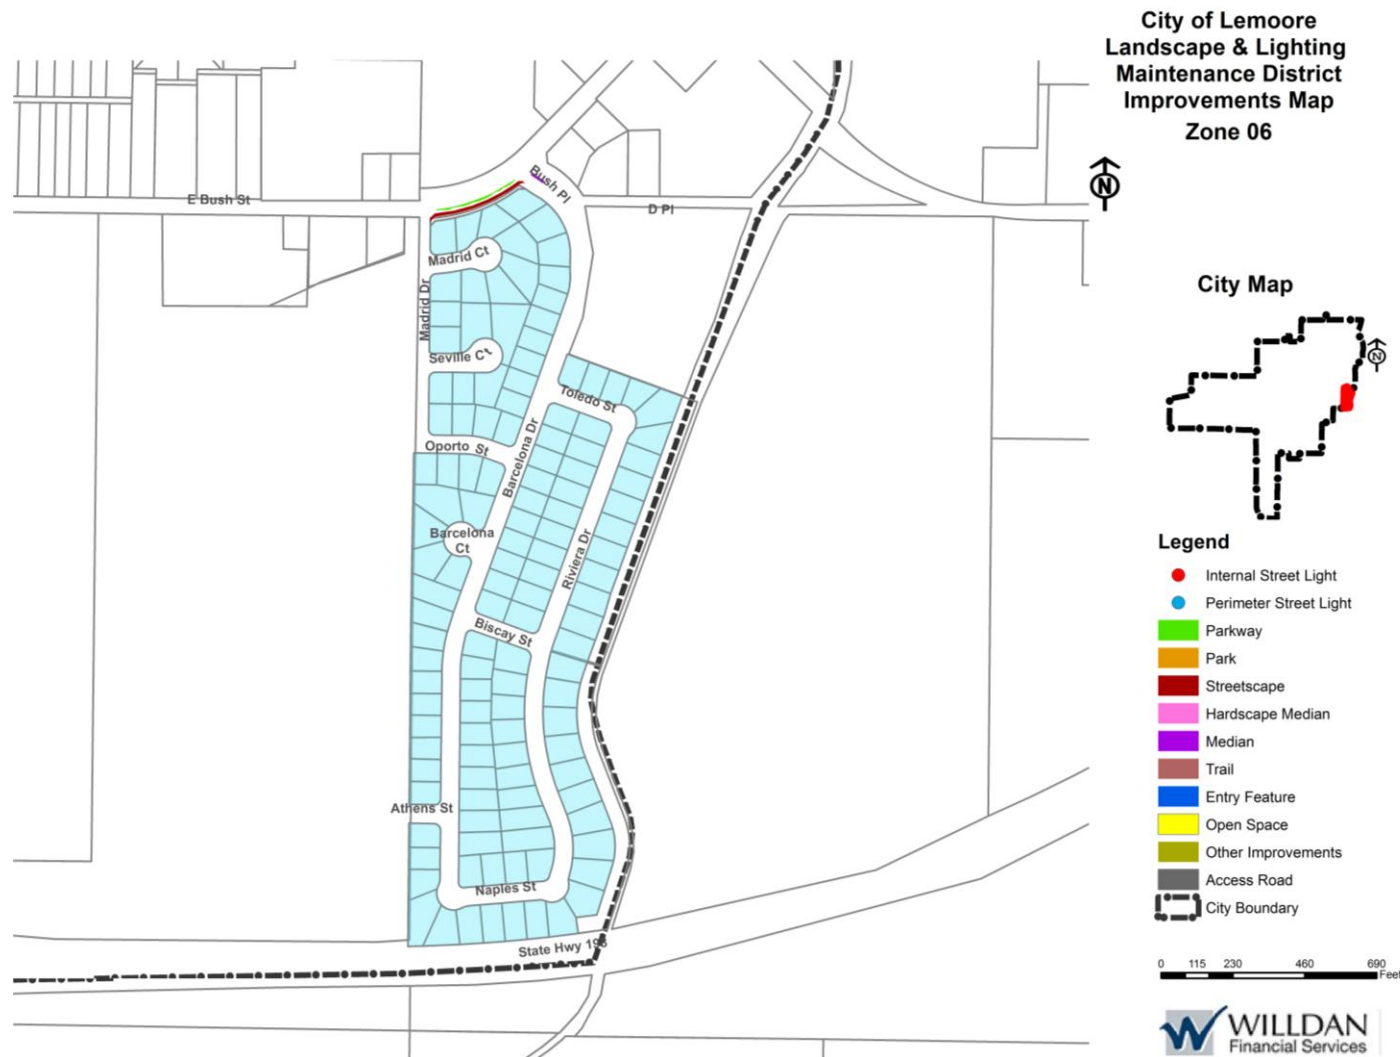 City of Lemoore
Landscape & Lighting
Maintenance District
Improvements Map
Zone 06
N
E Bush St
Bush Pl
D Pl
Madrid Ct
Madrid Dr
Seville Ct
Toledo St
Oporto St
Barcelona Dr
Barcelona
Ct
Riviera Dr
Biscay St
Athens St
Naples St
State Hwy 198
City Map
N
Legend
Internal Street Light
Perimeter Street Light
Parkway
Park
Streetscape
Hardscape Median
Median
Trail
Entry Feature
Open Space
Other Improvements
Access Road
City Boundary
0 115 230 460 690
Feet
WILLDAN
Financial Services